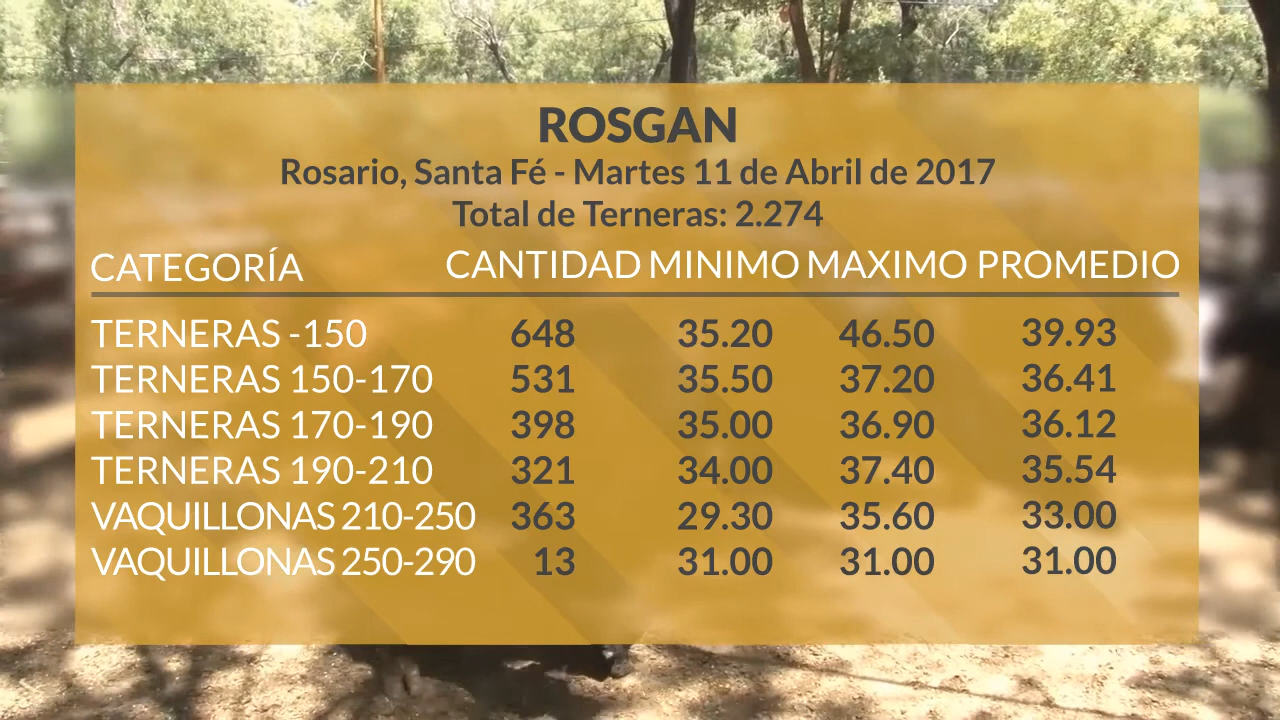 ROSGAN
Rosario, Santa Fé - Martes 11 de Abril de 2017
Total de Terneras: 2.274
CATEGORÍA CANTIDAD MINIMO MAXIMO PROMEDIO
TERNERAS -150 648 35.20 46.50 39.93
TERNERAS 150-170 531 35.50 37.20 36.41
TERNERAS 170-190 398 35.00 36.90 36.12
TERNERAS 190-210 321 34.00 37.40 35.54
VAQUILLONAS 210-250 363 29.30 35.60 33.00
VAQUILLONAS 250-290 13 31.00 31.00 31.00